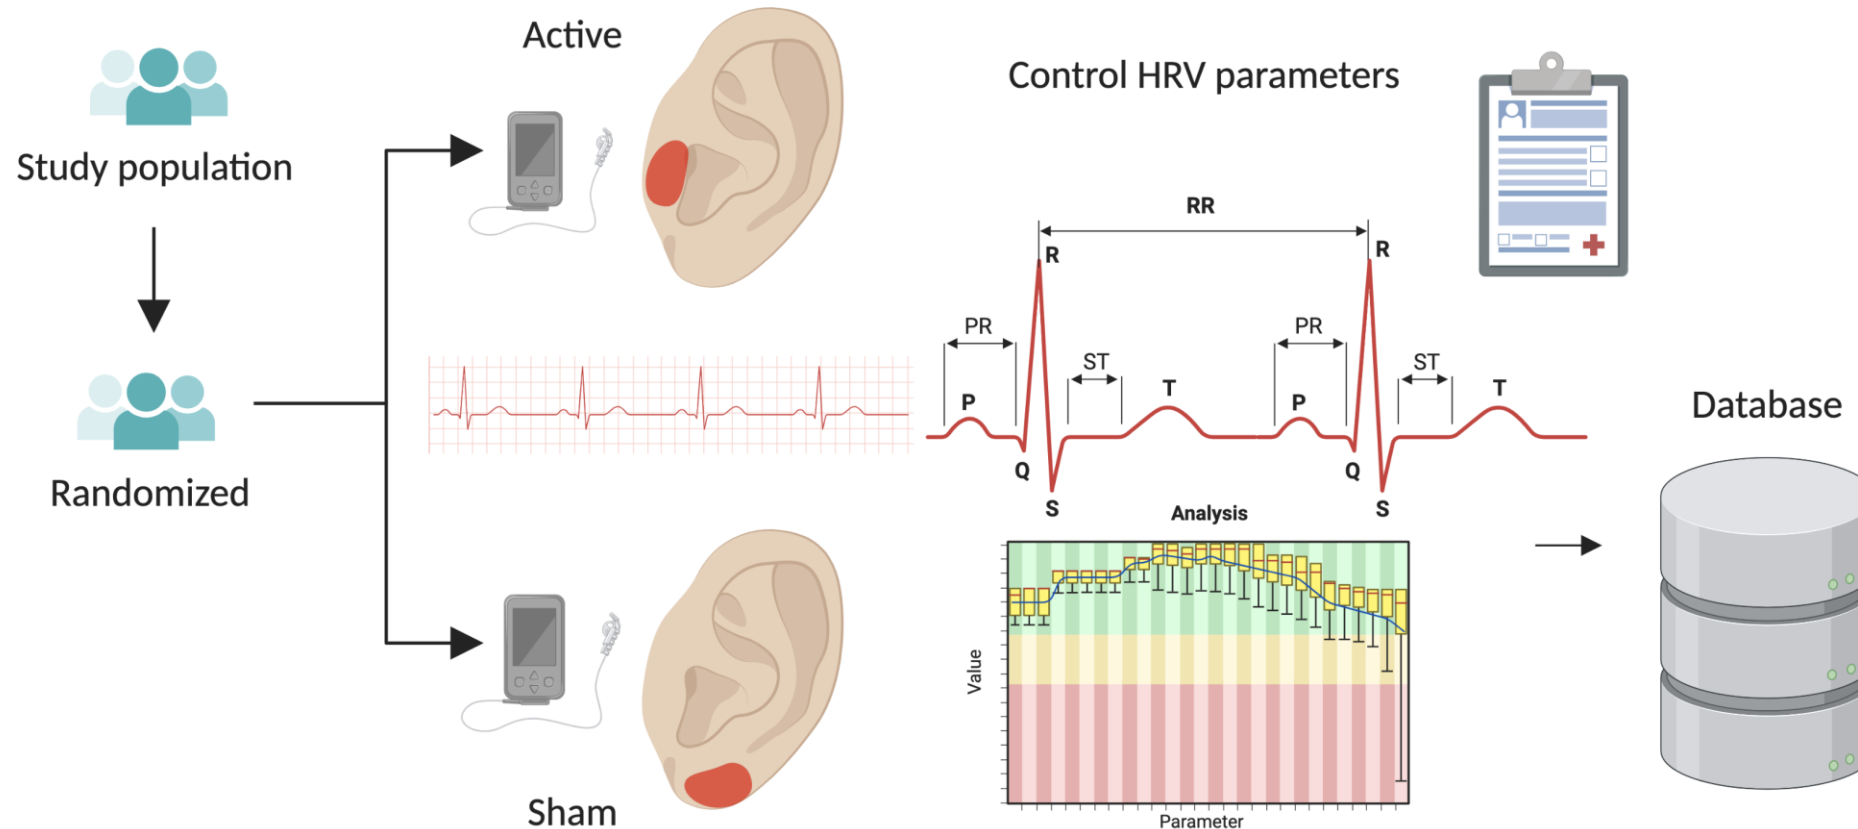 Active
Study population
Randomized
Sham
Control HRV parameters
RR
R
R
PR
PR
ST
ST
P
T
P
T
Q
Q
S
S
Analysis
Value
Parameter
Database